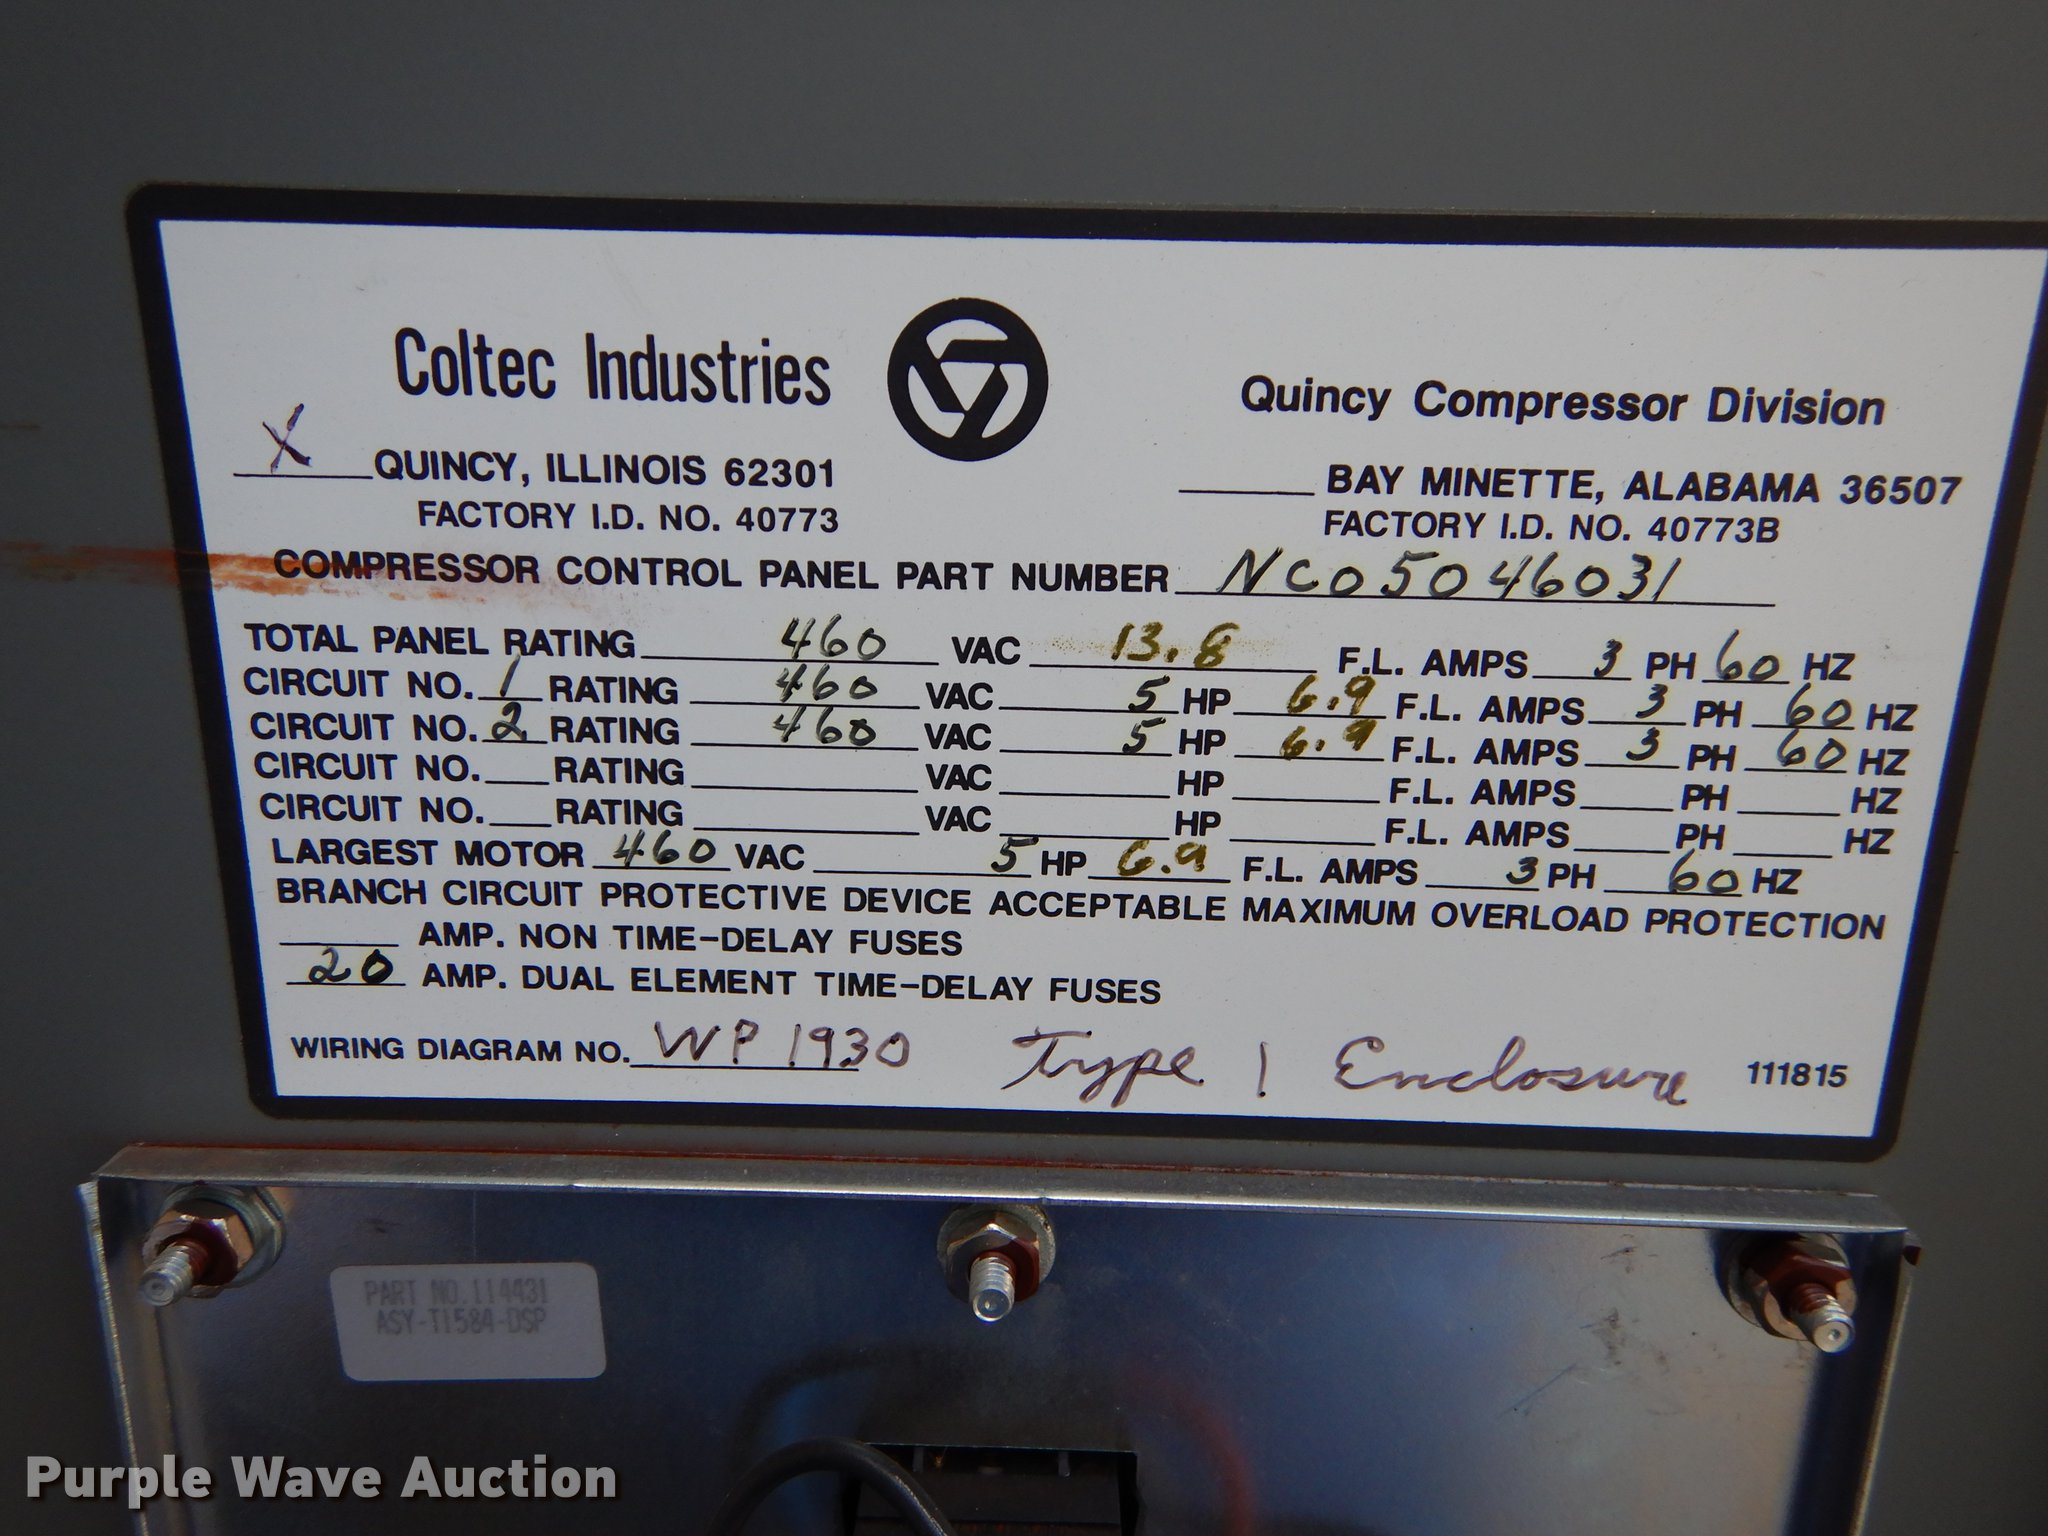 Coltec Industries
Quincy Compressor Division
X QUINCY, ILLINOIS 62301
FACTORY I.D. NO. 40773
BAY MINETTE, ALABAMA 36507
FACTORY I.D. NO. 40773B
COMPRESSOR CONTROL PANEL PART NUMBER NC05046031
TOTAL PANEL RATING 460 VAC 13.8 F.L. AMPS 3 PH 60 HZ
CIRCUIT NO. 1 RATING 460 VAC 5 HP 6.9 F.L. AMPS 3 PH 60 HZ
CIRCUIT NO. 2 RATING 460 VAC 5 HP 6.9 F.L. AMPS 3 PH 60 HZ
CIRCUIT NO. RATING VAC HP F.L. AMPS PH HZ
CIRCUIT NO. RATING VAC HP F.L. AMPS PH HZ
LARGEST MOTOR 460 VAC 5 HP 6.9 F.L. AMPS 3 PH 60 HZ
BRANCH CIRCUIT PROTECTIVE DEVICE ACCEPTABLE MAXIMUM OVERLOAD PROTECTION
AMP. NON TIME-DELAY FUSES
20 AMP. DUAL ELEMENT TIME-DELAY FUSES
WIRING DIAGRAM NO. WP 1930 Type 1 Enclosure 111815
PART NO. 114431
ASY-T1584-DSP
Purple Wave Auction